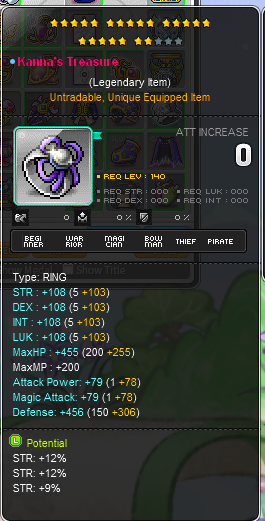 Kanna's Treasure
(Legendary Item)
Untradable, Unique Equipped Item
ATT INCREASE
0
• REQ LEV : 140
• REQ STR : 000 • REQ LUK : 000
• REQ DEX : 000 • REQ INT : 000
0 0 % 0 %
BEGINNER WARRIOR MAGICIAN BOWMAN THIEF PIRATE
Show Title
Type: RING
STR : +108 (5 +103)
DEX : +108 (5 +103)
INT : +108 (5 +103)
LUK : +108 (5 +103)
MaxHP : +455 (200 +255)
MaxMP : +200
Attack Power: +79 (1 +78)
Magic Attack: +79 (1 +78)
Defense: +456 (150 +306)
L Potential
STR: +12%
STR: +12%
STR: +9%